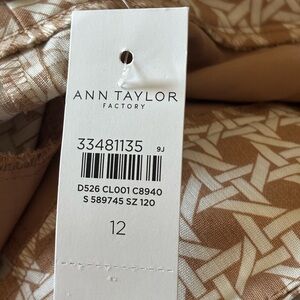 ANN TAYLOR
FACTORY
33481135 9J
D526 CL001 C8940
S 589745 SZ 120
12